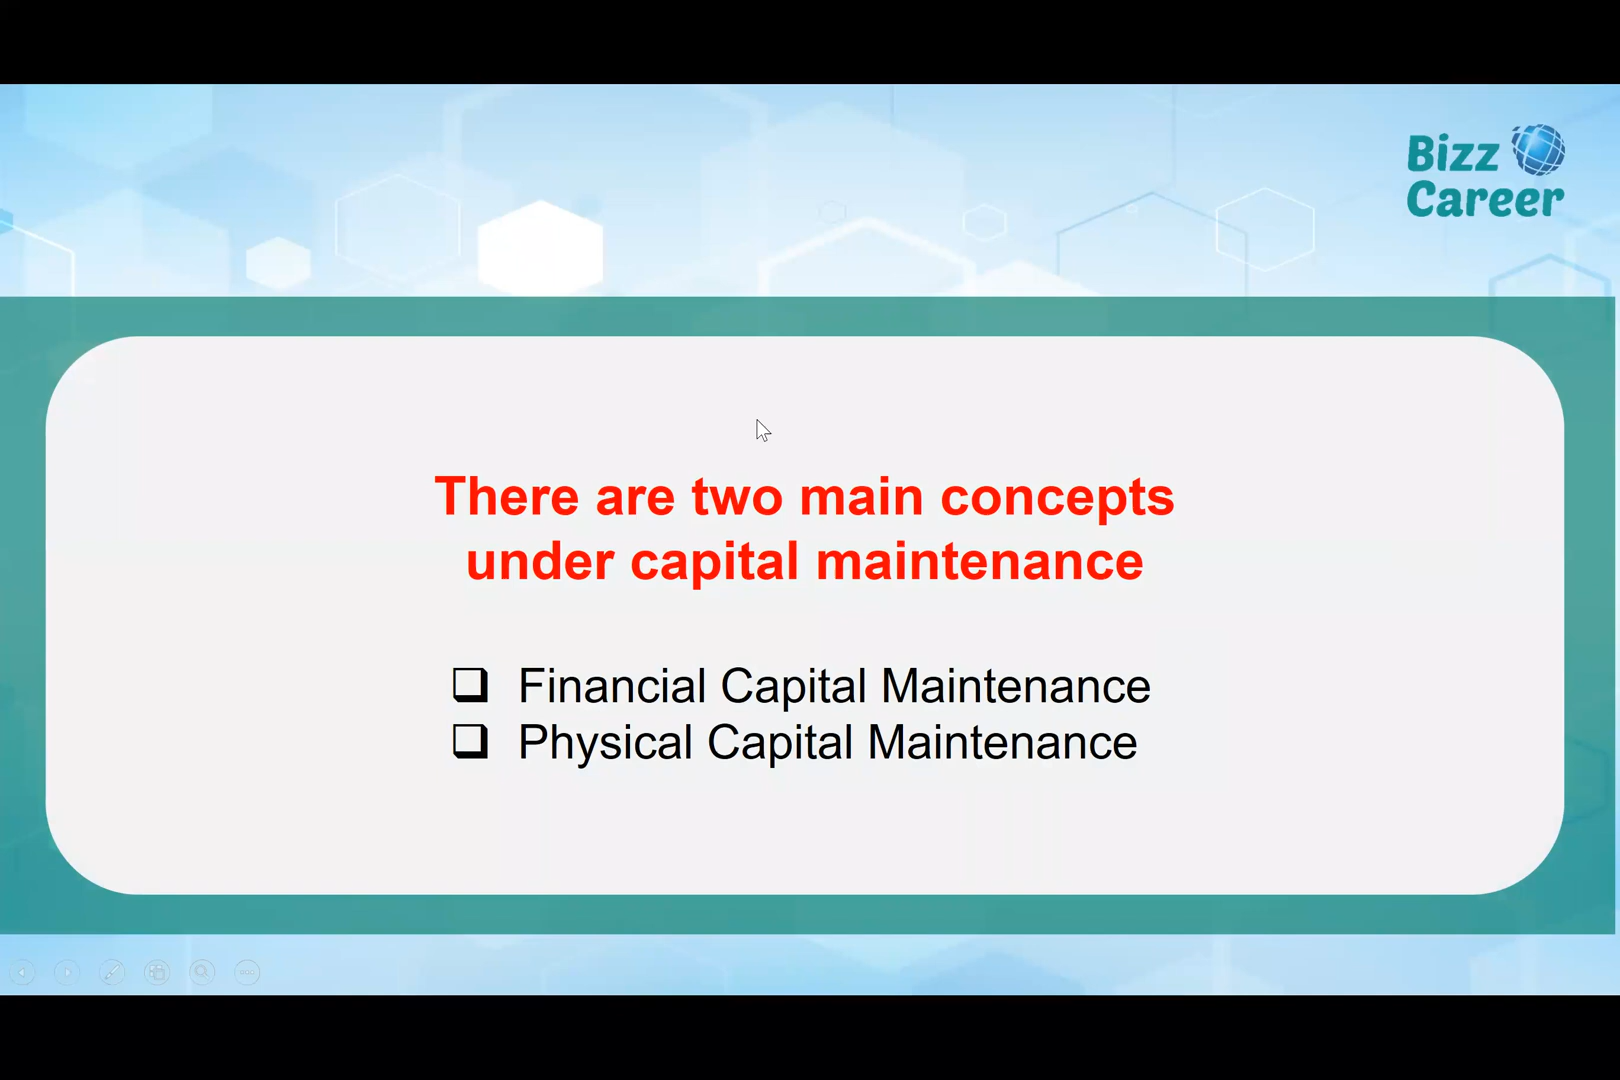 Bizz
Career
There are two main concepts
under capital maintenance
❑ Financial Capital Maintenance
❑ Physical Capital Maintenance